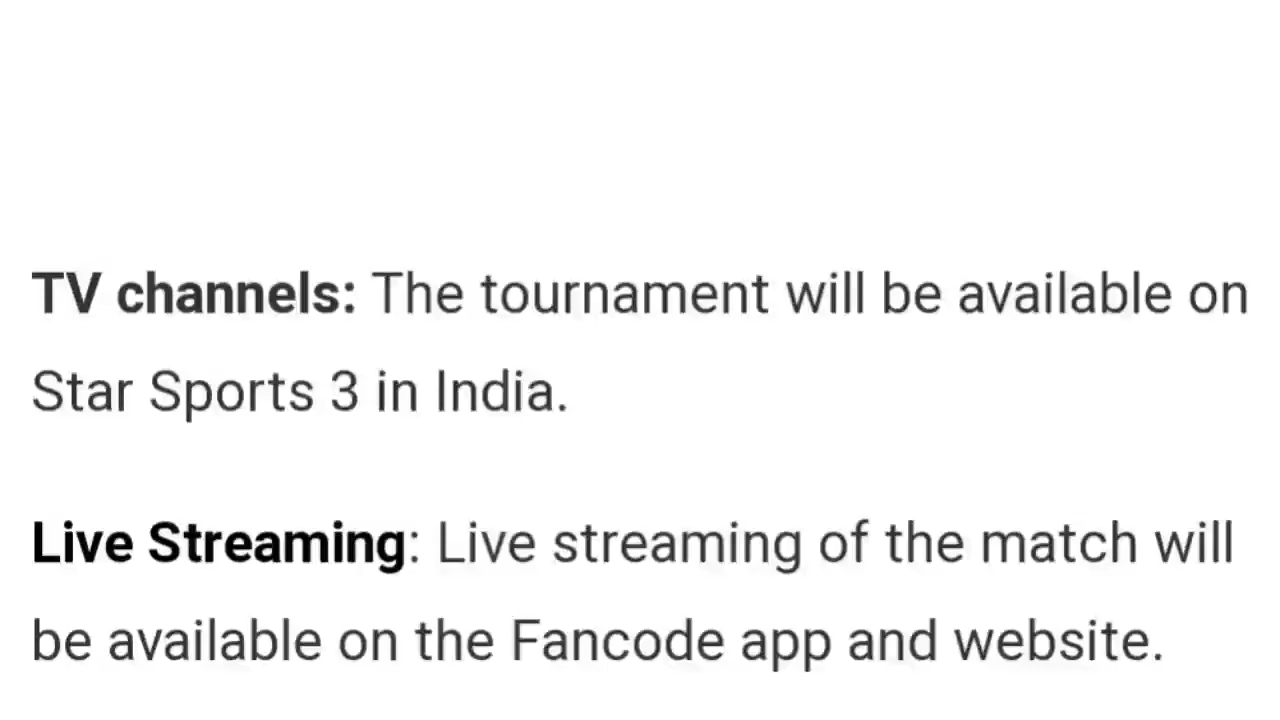 TV channels: The tournament will be available on
Star Sports 3 in India.
Live Streaming: Live streaming of the match will
be available on the Fancode app and website.